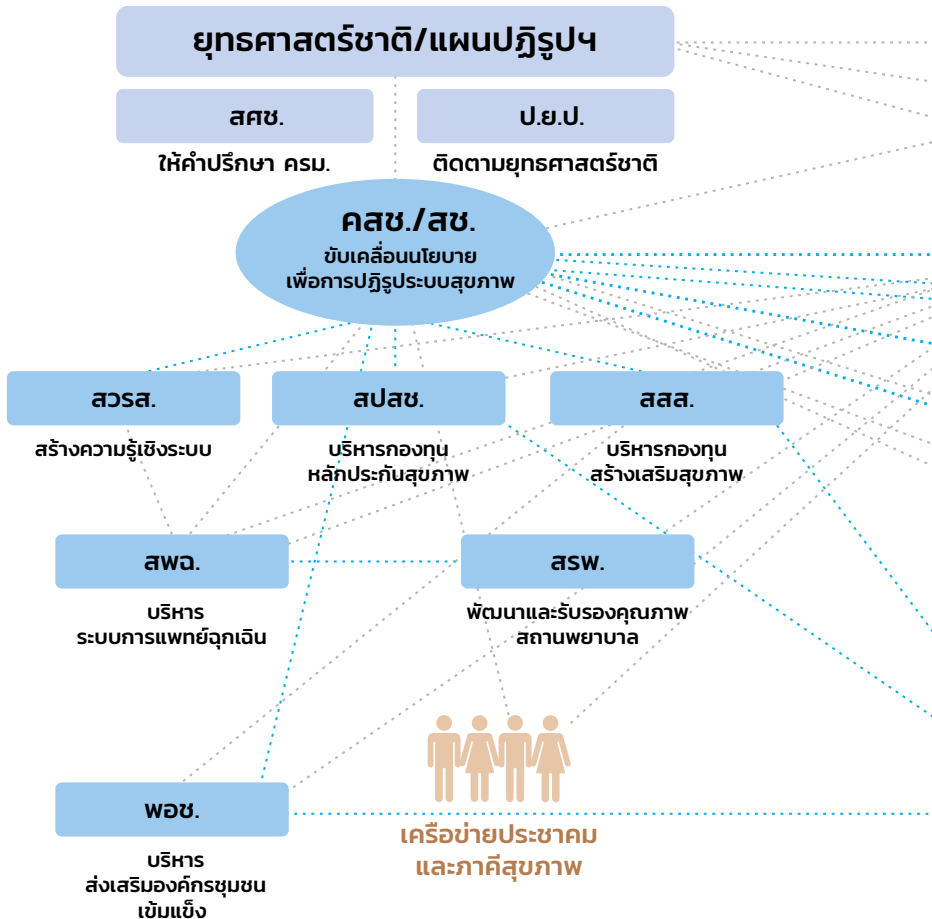 ยุทธศาสตร์ชาติ/แผนปฏิรูปฯ
สศช.
ให้คำปรึกษา ครม.
ป.ย.ป.
ติดตามยุทธศาสตร์ชาติ
คสช./สช.
ขับเคลื่อนนโยบาย
เพื่อการปฏิรูประบบสุขภาพ
สวรส.
สร้างความรู้เชิงระบบ
สปสช.
บริหารกองทุน
หลักประกันสุขภาพ
สสส.
บริหารกองทุน
สร้างเสริมสุขภาพ
สพฉ.
บริหาร
ระบบการแพทย์ฉุกเฉิน
สรพ.
พัฒนาและรับรองคุณภาพ
สถานพยาบาล
พอช.
บริหาร
ส่งเสริมองค์กรชุมชน
เข้มแข็ง
เครือข่ายประชาคม
และภาคีสุขภาพ